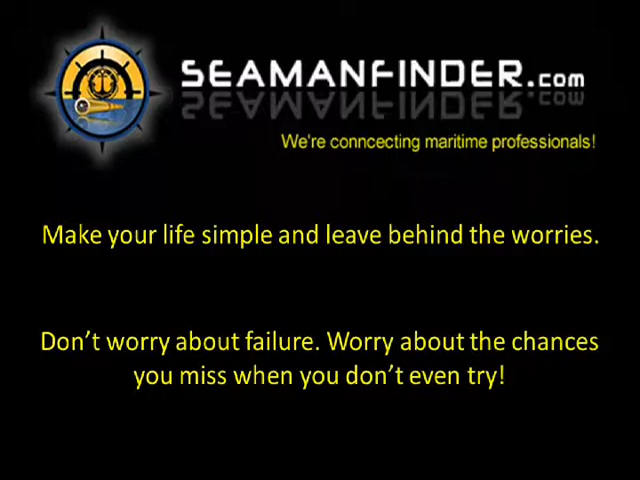 SEAMANFINDER.com
We're conncecting maritime professionals!
Make your life simple and leave behind the worries.
Don't worry about failure. Worry about the chances
you miss when you don't even try!